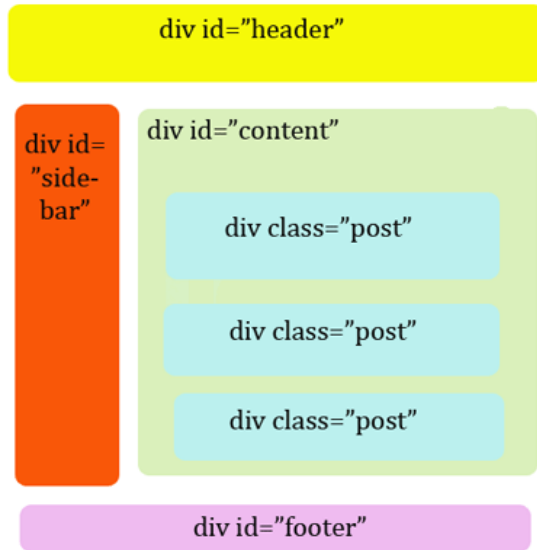 div id=”header”
div id=
”side-
bar”
div id=”content”
div class=”post”
div class=”post”
div class=”post”
div id=”footer”